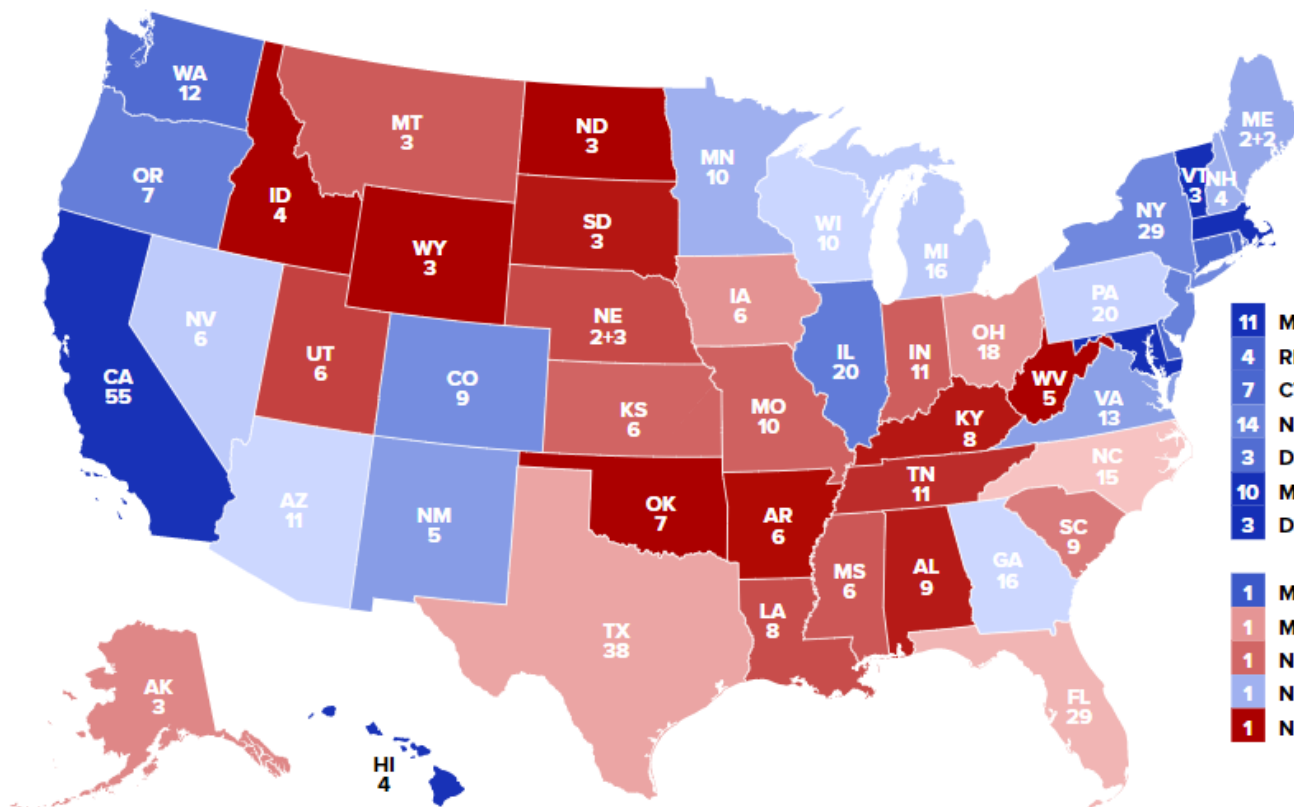 WA
12
OR
7
CA
55
NV
6
ID
4
MT
3
WY
3
UT
6
AZ
11
CO
9
NM
5
ND
3
SD
3
NE
2+3
KS
6
OK
7
TX
38
MN
10
IA
6
MO
10
AR
6
LA
8
WI
10
IL
20
MI
16
IN
11
OH
18
KY
8
TN
11
MS
6
AL
9
GA
16
FL
29
SC
9
NC
15
VA
13
WV
5
PA
20
NY
29
VT
3
NH
4
ME
2+2
AK
3
HI
4
11 M
4 R
7 C
14 N
3 D
10 M
3 D
1 M
1 M
1 N
1 N
1 N